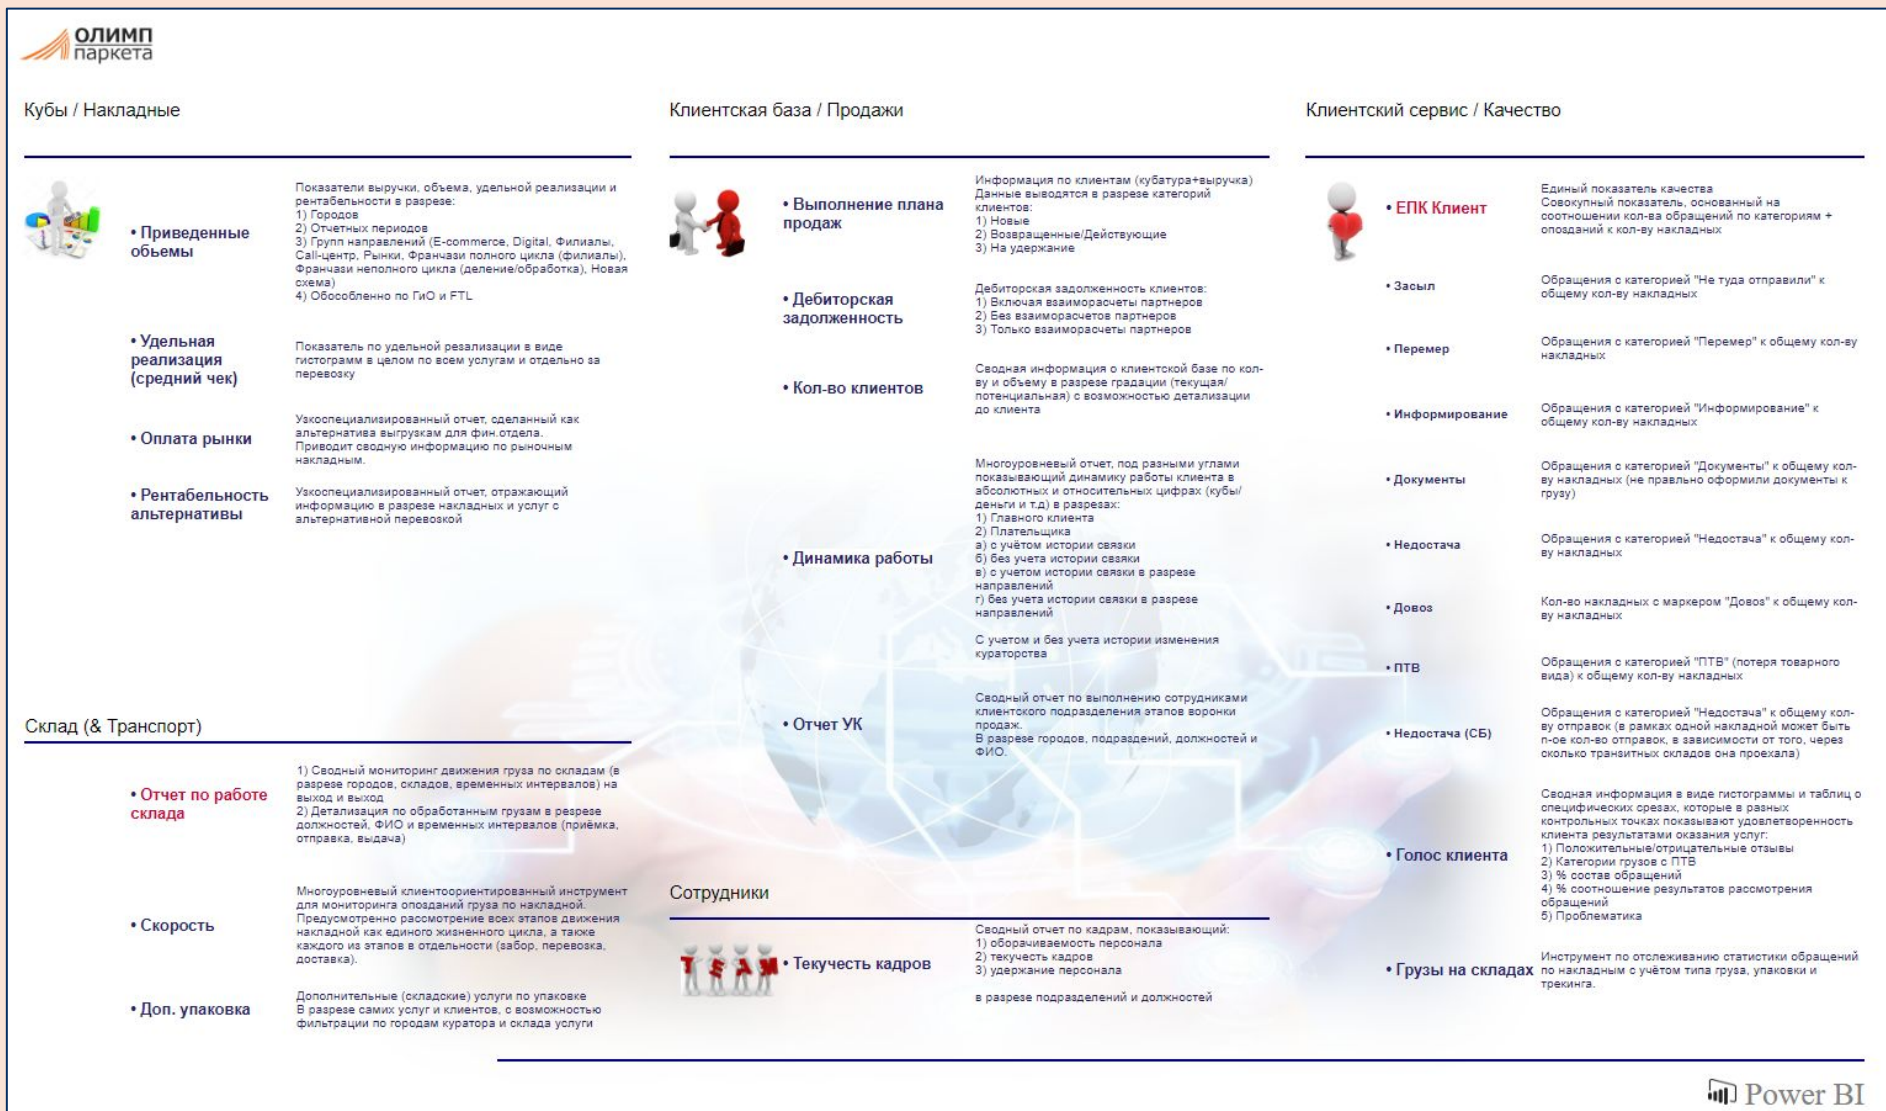 ОЛИМП
паркета
Кубы / Накладные
• Приведенные
обьемы
Показатели выручки, объема, удельной реализации и
рентабельности в разрезе:
1) Городов
2) Отчетных периодов
3) Групп направлений (E-commerce, Digital, Филиалы,
Call-центр, Рынки, Франчази полного цикла (филиалы),
Франчази неполного цикла (деление/обработка), Новая
схема)
4) Обособленно по ГиО и FTL
• Удельная
реализация
(средний чек)
Показатель по удельной резализации в виде
гистограмм в целом по всем услугам и отдельно за
перевозку
• Оплата рынки
Узкоспециализированный отчет, сделанный как
альтернатива выгрузкам для фин.отдела.
Приводит сводную информацию по рыночным
накладным.
• Рентабельность
альтернативы
Узкоспециализированный отчет, отражающий
информацию в разрезе накладных и услуг с
альтернативной перевозкой
Склад (& Транспорт)
• Отчет по работе
склада
1) Сводный мониторинг движения груза по складам (в
разрезе городов, складов, временных интервалов) на
выход и выход
2) Детализация по обработанным грузам в резрезе
должностей, ФИО и временных интервалов (приёмка,
отправка, выдача)
• Скорость
Многоуровневый клиентоориентированный инструмент
для мониторинга опозданий груза по накладной.
Предусмотренно рассмотрение всех этапов движения
накладной как единого жизненного цикла, а также
каждого из этапов в отдельности (забор, перевозка,
доставка).
• Доп. упаковка
Дополнительные (складские) услуги по упаковке
В разрезе самих услуг и клиентов, с возможностью
фильтрации по городам куратора и склада услуги
Клиентская база / Продажи
• Выполнение плана
продаж
Информация по клиентам (кубатура+выручка)
Данные выводятся в разрезе категорий
клиентов:
1) Новые
2) Возвращенные/Действующие
3) На удержание
• Дебиторская
задолженность
Дебиторская задолженность клиентов:
1) Включая взаиморасчеты партнеров
2) Без взаиморасчетов партнеров
3) Только взаиморасчеты партнеров
• Кол-во клиентов
Сводная информация о клиентской базе по кол-
ву и объему в разрезе градации (текущая/
потенциальная) с возможностью детализации
до клиента
• Динамика работы
Многоуровневый отчет, под разными углами
показывающий динамику работы клиента в
абсолютных и относительных цифрах (кубы/
деньги и т.д) в разрезах:
1) Главного клиента
2) Плательщика
а) с учётом истории связки
б) без учета истории свяяки
в) с учетом истории связки в разрезе
направлений
г) без учета истории связки в разрезе
направлений
С учетом и без учета истории изменения
кураторства
• Отчет УК
Сводный отчет по выполнению сотрудниками
клиентского подразделения этапов воронки
продаж.
В разрезе городов, подраздений, должностей и
ФИО.
Сотрудники
TEAM
• Текучесть кадров
Сводный отчет по кадрам, показывающий:
1) оборачиваемость персонала
2) текучесть кадров
3) удержание персонала
в разрезе подразделений и должностей
Клиентский сервис / Качество
• ЕПК Клиент
Единый показатель качества
Совокупный показатель, основанный на
соотношении кол-ва обращений по категориям +
опозданий к кол-ву накладных
• Засыл
Обращения с категорией "Не туда отправили" к
общему кол-ву накладных
• Перемер
Обращения с категорией "Перемер" к общему кол-ву
накладных
• Информирование
Обращения с категорией "Информирование" к
общему кол-ву накладных
• Документы
Обращения с категорией "Документы" к общему кол-
ву накладных (не правльно оформили документы к
грузу)
• Недостача
Обращения с категорией "Недостача" к общему кол-
ву накладных
• Довоз
Кол-во накладных с маркером "Довоз" к общему кол-
ву накладных
• ПТВ
Обращения с категорией "ПТВ" (потеря товарного
вида) к общему кол-ву накладных
• Недостача (СБ)
Обращения с категорией "Недостача" к общему кол-
ву отправок (в рамках одной накладной может быть
n-ое кол-во отправок, в зависимости от того, через
сколько транзитных складов она проехала)
• Голос клиента
Сводная информация в виде гистограммы и таблиц о
специфических срезах, которые в разных
контрольных точках показывают удовлетворенность
клиента результатами оказания услуг:
1) Положительные/отрицательные отзывы
2) Категории грузов с ПТВ
3) % состав обращений
4) % соотношение результатов рассмотрения
обращений
5) Проблематика
• Грузы на складах
Инструмент по отслеживанию статистики обращений
по накладным с учётом типа груза, упаковки и
трекинга.
Power BI